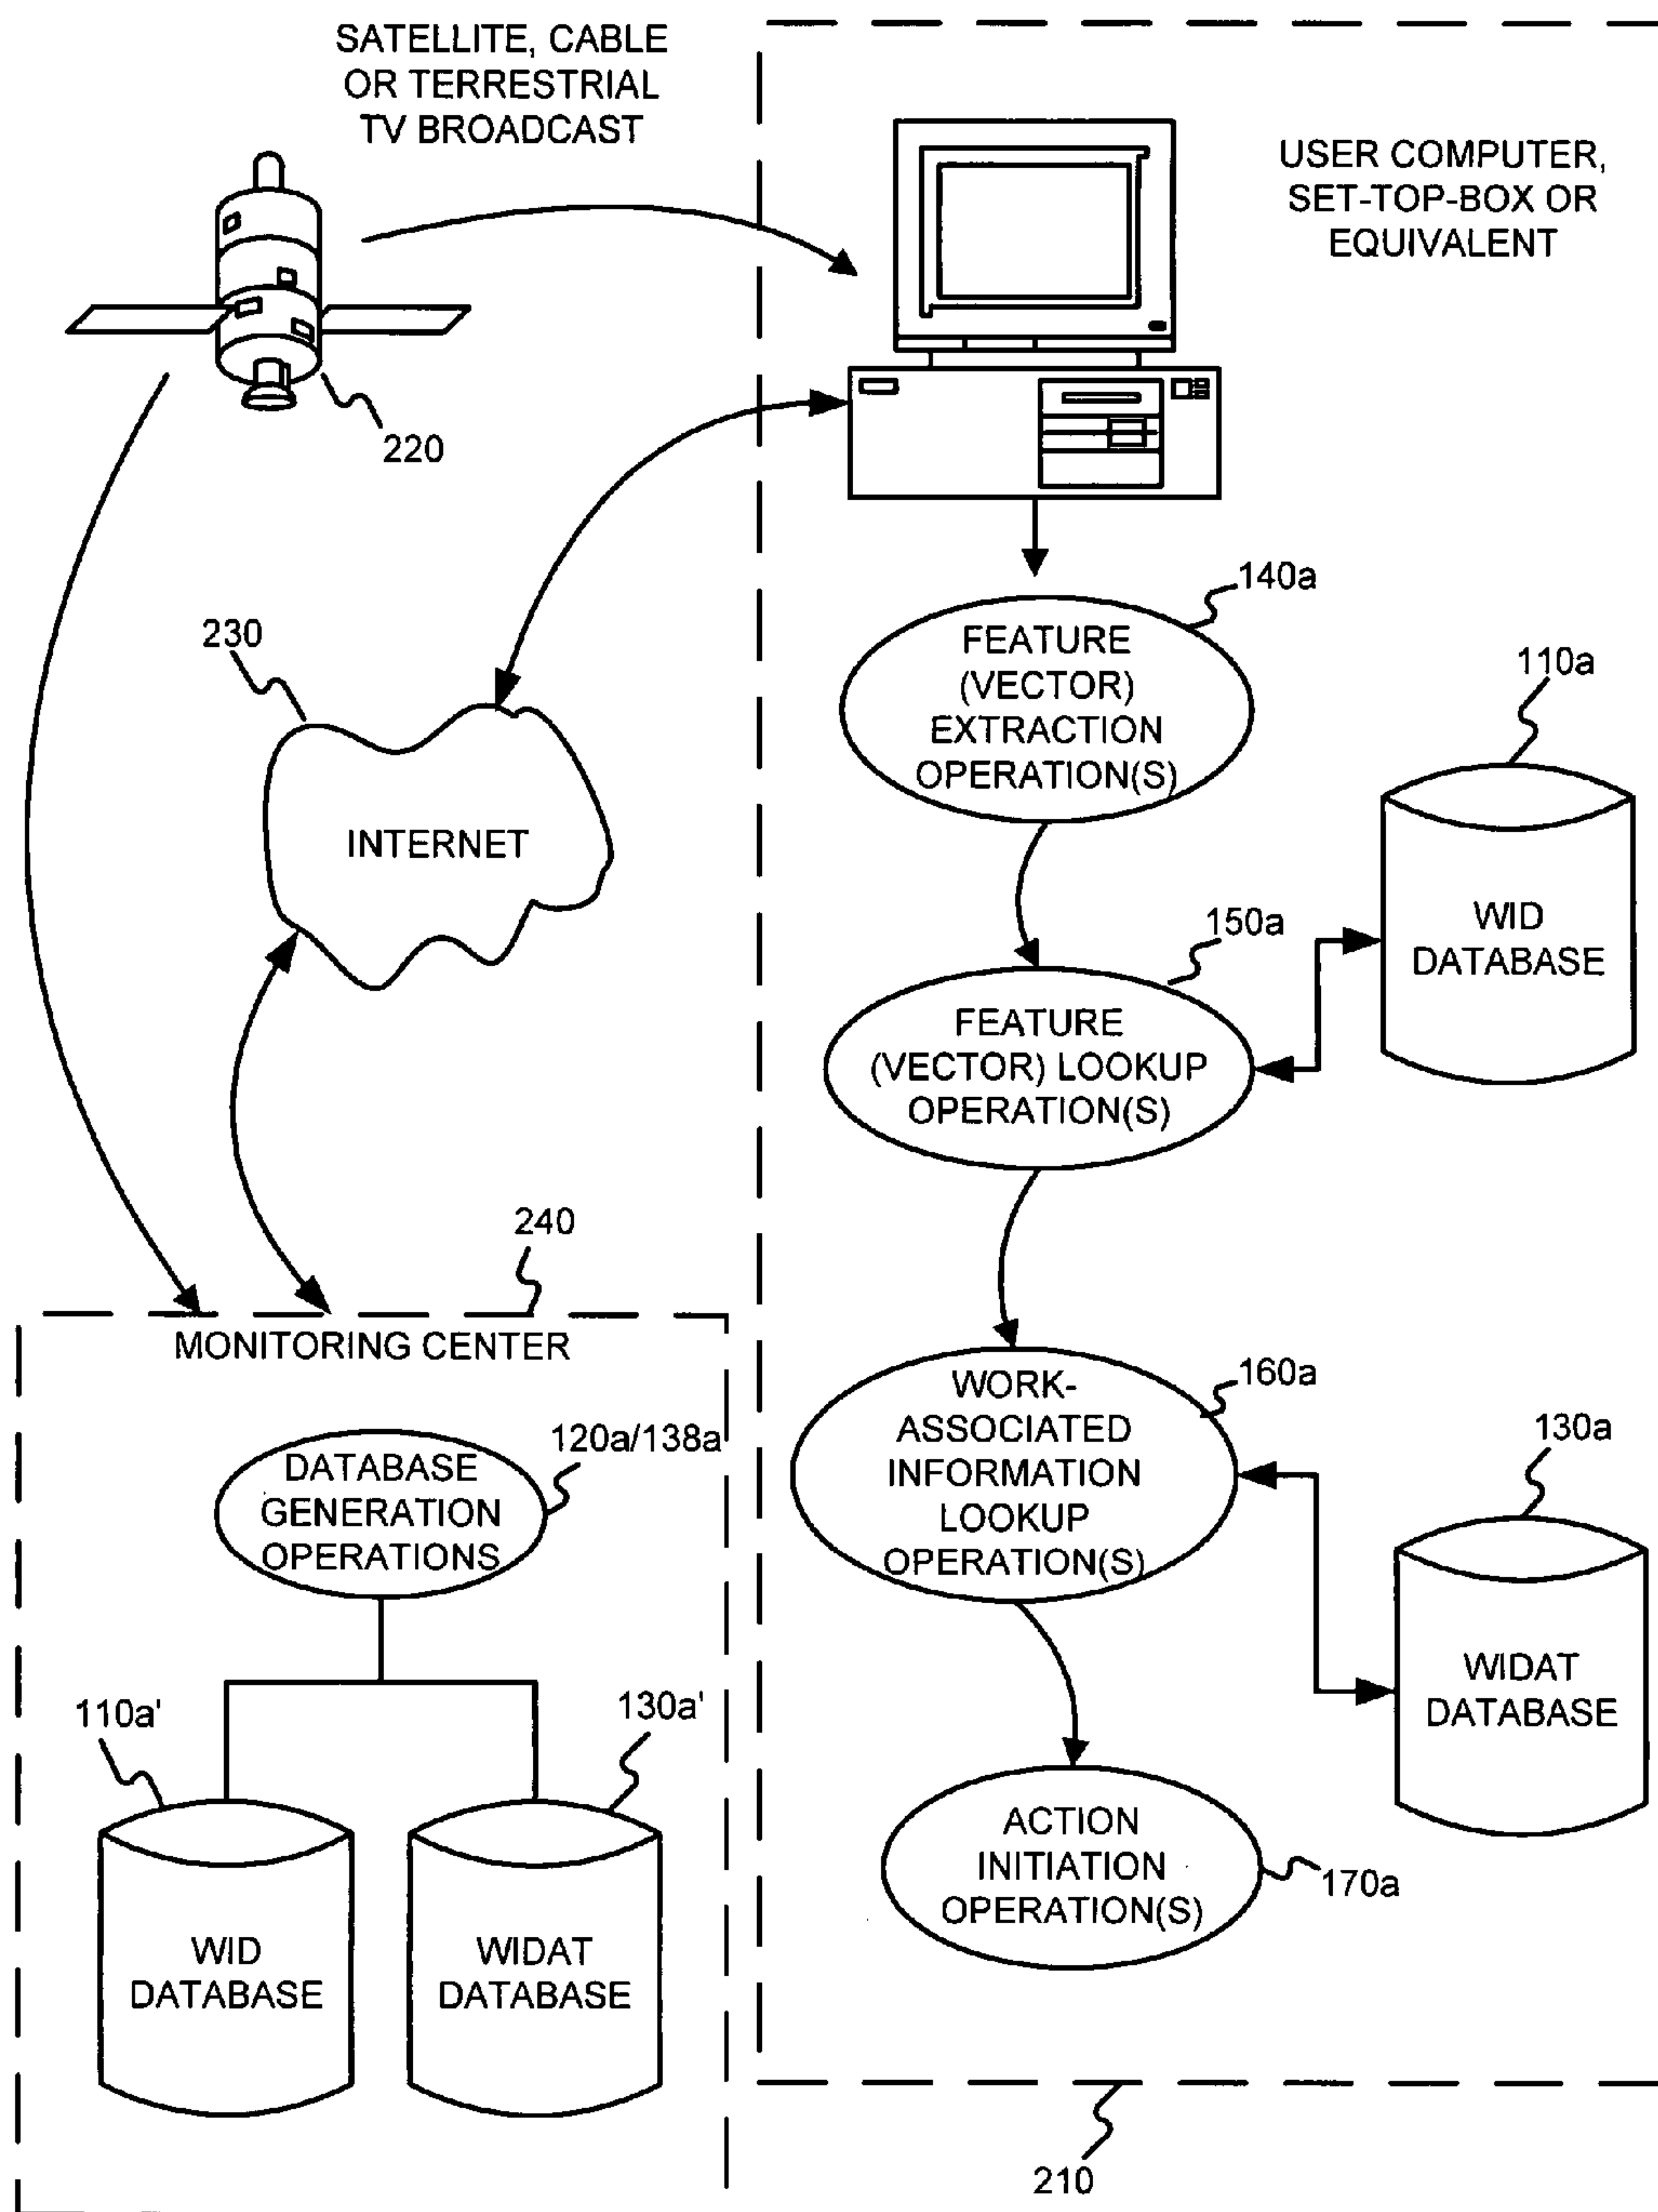 SATELLITE, CABLE
OR TERRESTRIAL
TV BROADCAST
USER COMPUTER,
SET-TOP-BOX OR
EQUIVALENT
220
230
INTERNET
140a
FEATURE
(VECTOR)
EXTRACTION
OPERATION(S)
110a
WID
DATABASE
150a
FEATURE
(VECTOR) LOOKUP
OPERATION(S)
240
MONITORING CENTER
120a/138a
DATABASE
GENERATION
OPERATIONS
160a
WORK-
ASSOCIATED
INFORMATION
LOOKUP
OPERATION(S)
130a
WIDAT
DATABASE
110a'
130a'
WID
DATABASE
WIDAT
DATABASE
ACTION
INITIATION
OPERATION(S)
170a
210